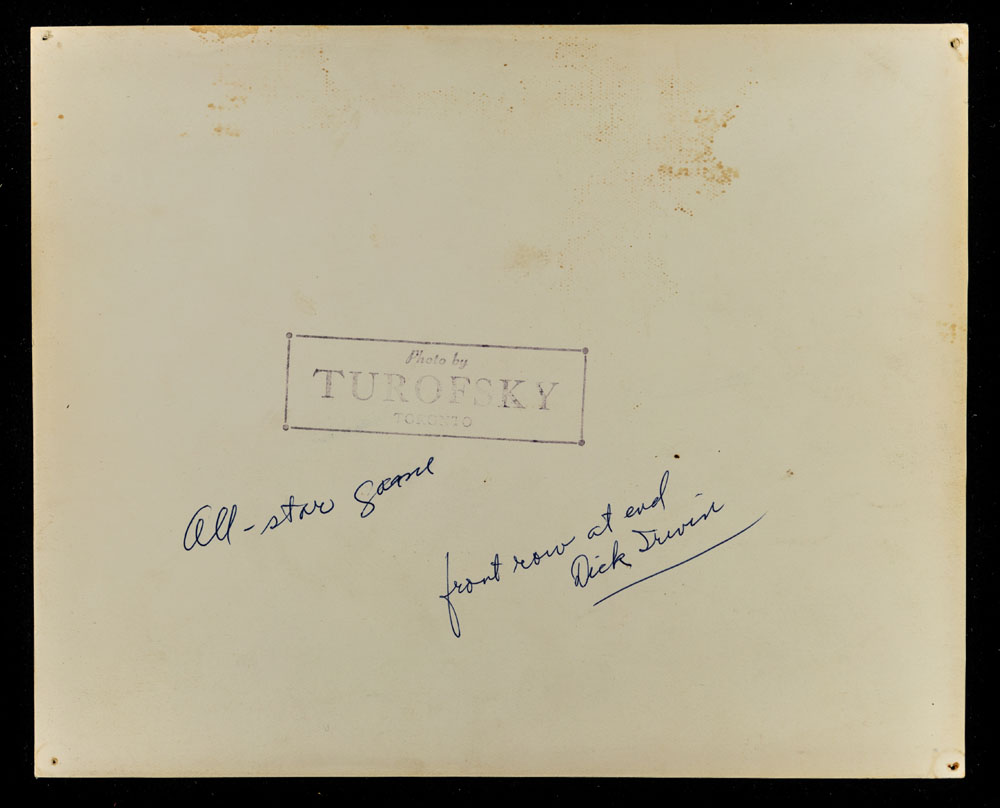 Photo by
TUROFSKY
TORONTO
All-star game
front row at end
Dick Irvin